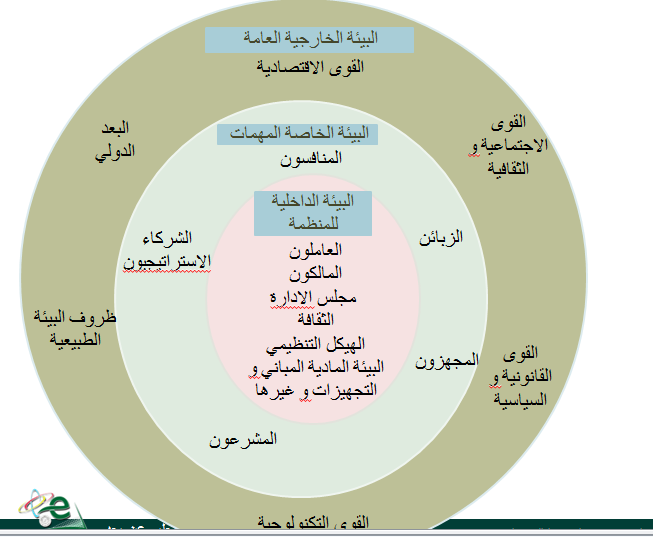 البيئة الخارجية العامة
القوى الاقتصادية
القوى
الاجتماعية و
الثقافية
البعد
الدولي
البيئة الخاصة المهمات
المنافسون
البيئة الداخلية
للمنظمة
العاملون
المالكون
مجلس الادارة
الثقافة
الهيكل التنظيمي
البيئة المادية المباني و
التجهيزات و غيرها
الزبائن
الشركاء
الاستراتيجيون
المجهزون
المشرعون
ظروف البيئة
الطبيعية
القوى
القانونية و
السياسية
القوى التكنولوجية